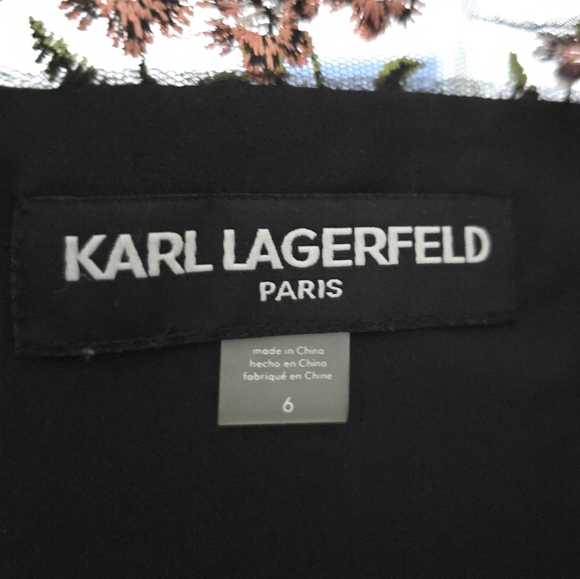 KARL LAGERFELD
PARIS
made in China
hecho en China
fabriqué en Chine
6